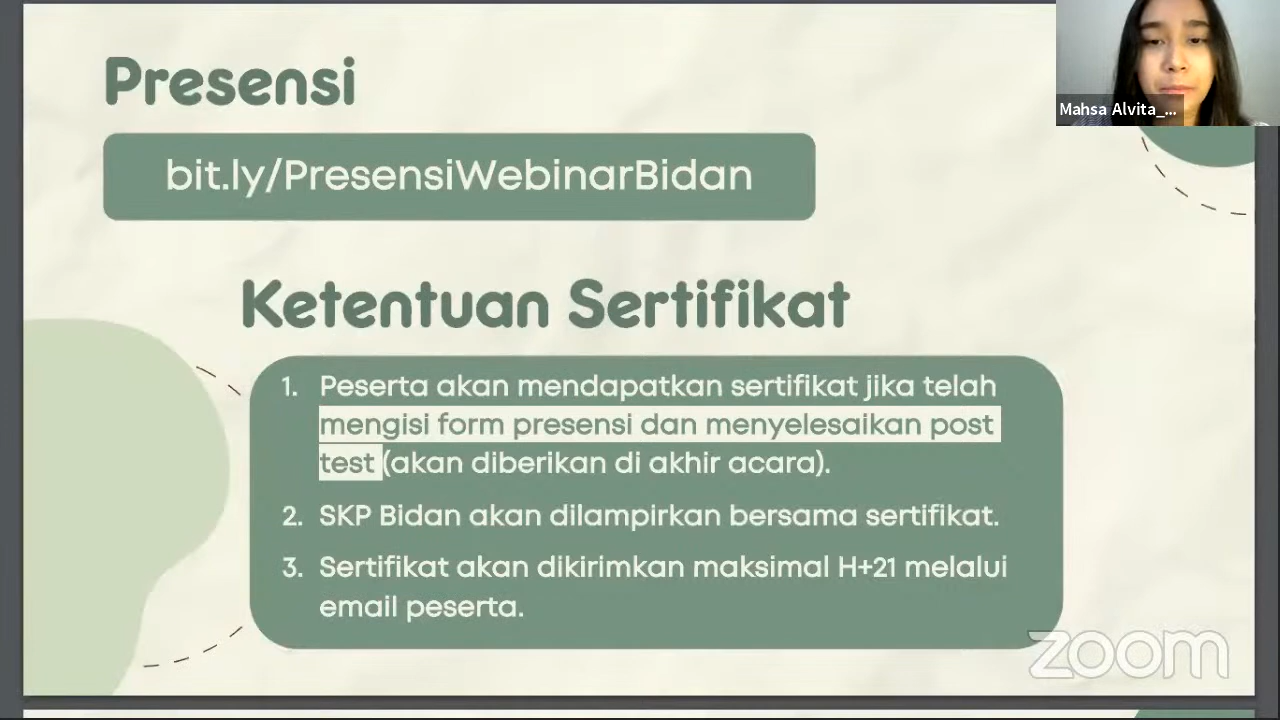 Presensi
bit.ly/PresensiWebinarBidan
Ketentuan Sertifikat
1. Peserta akan mendapatkan sertifikat jika telah
mengisi form presensi dan menyelesaikan post
test (akan diberikan di akhir acara).
2. SKP Bidan akan dilampirkan bersama sertifikat.
3. Sertifikat akan dikirimkan maksimal H+21 melalui
email peserta.
Mahsa Alvita_...
zoom